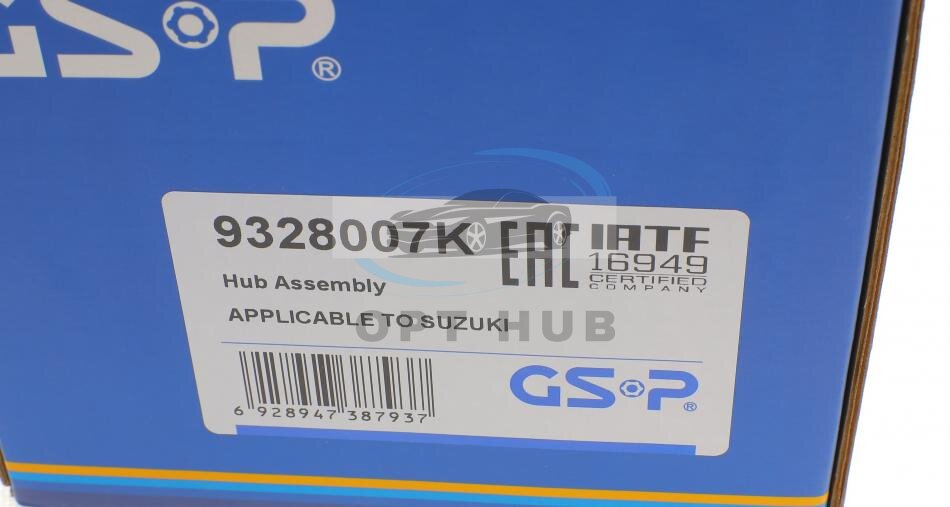 GSP®
9328007K EAC IATF
16949
CERTIFIED
COMPANY
Hub Assembly
APPLICABLE TO SUZUKI
OPT HUB
6 928947 387937
GSP®